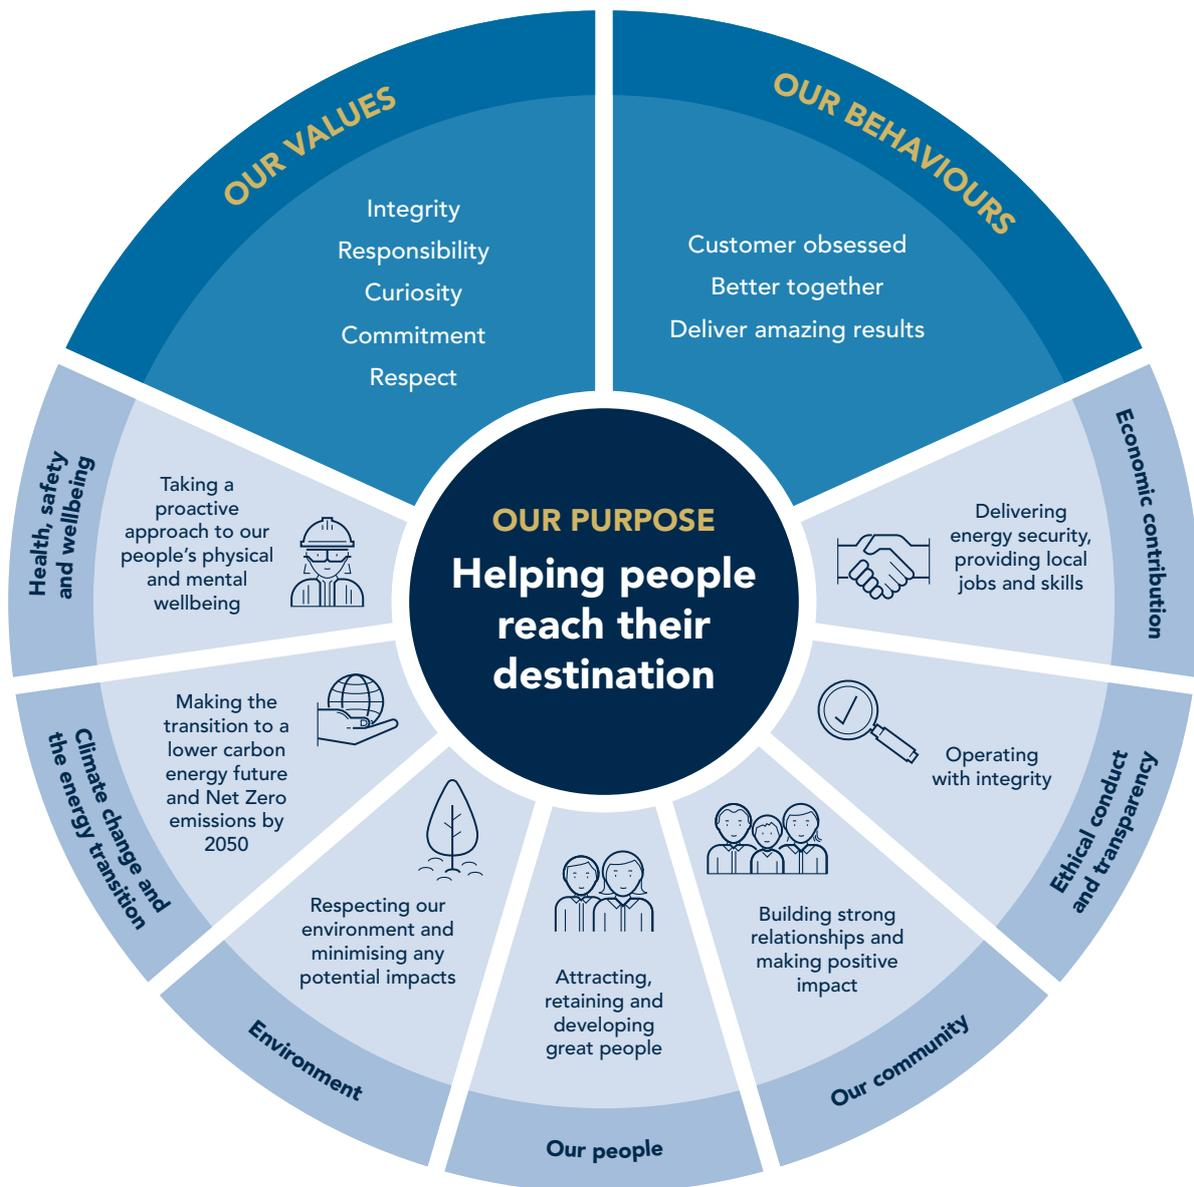 OUR VALUES
Integrity
Responsibility
Curiosity
Commitment
Respect
OUR BEHAVIOURS
Customer obsessed
Better together
Deliver amazing results
OUR PURPOSE
Helping people
reach their
destination
Health, safety
and wellbeing
Taking a
proactive
approach to our
people's physical
and mental
wellbeing
Climate change and
the energy transition
Making the
transition to a
lower carbon
energy future
and Net Zero
emissions by
2050
Environment
Respecting our
environment and
minimising any
potential impacts
Our people
Attracting,
retaining and
developing
great people
Our community
Building strong
relationships and
making positive
impact
Ethical conduct
and transparency
Operating
with integrity
Economic contribution
Delivering
energy security,
providing local
jobs and skills